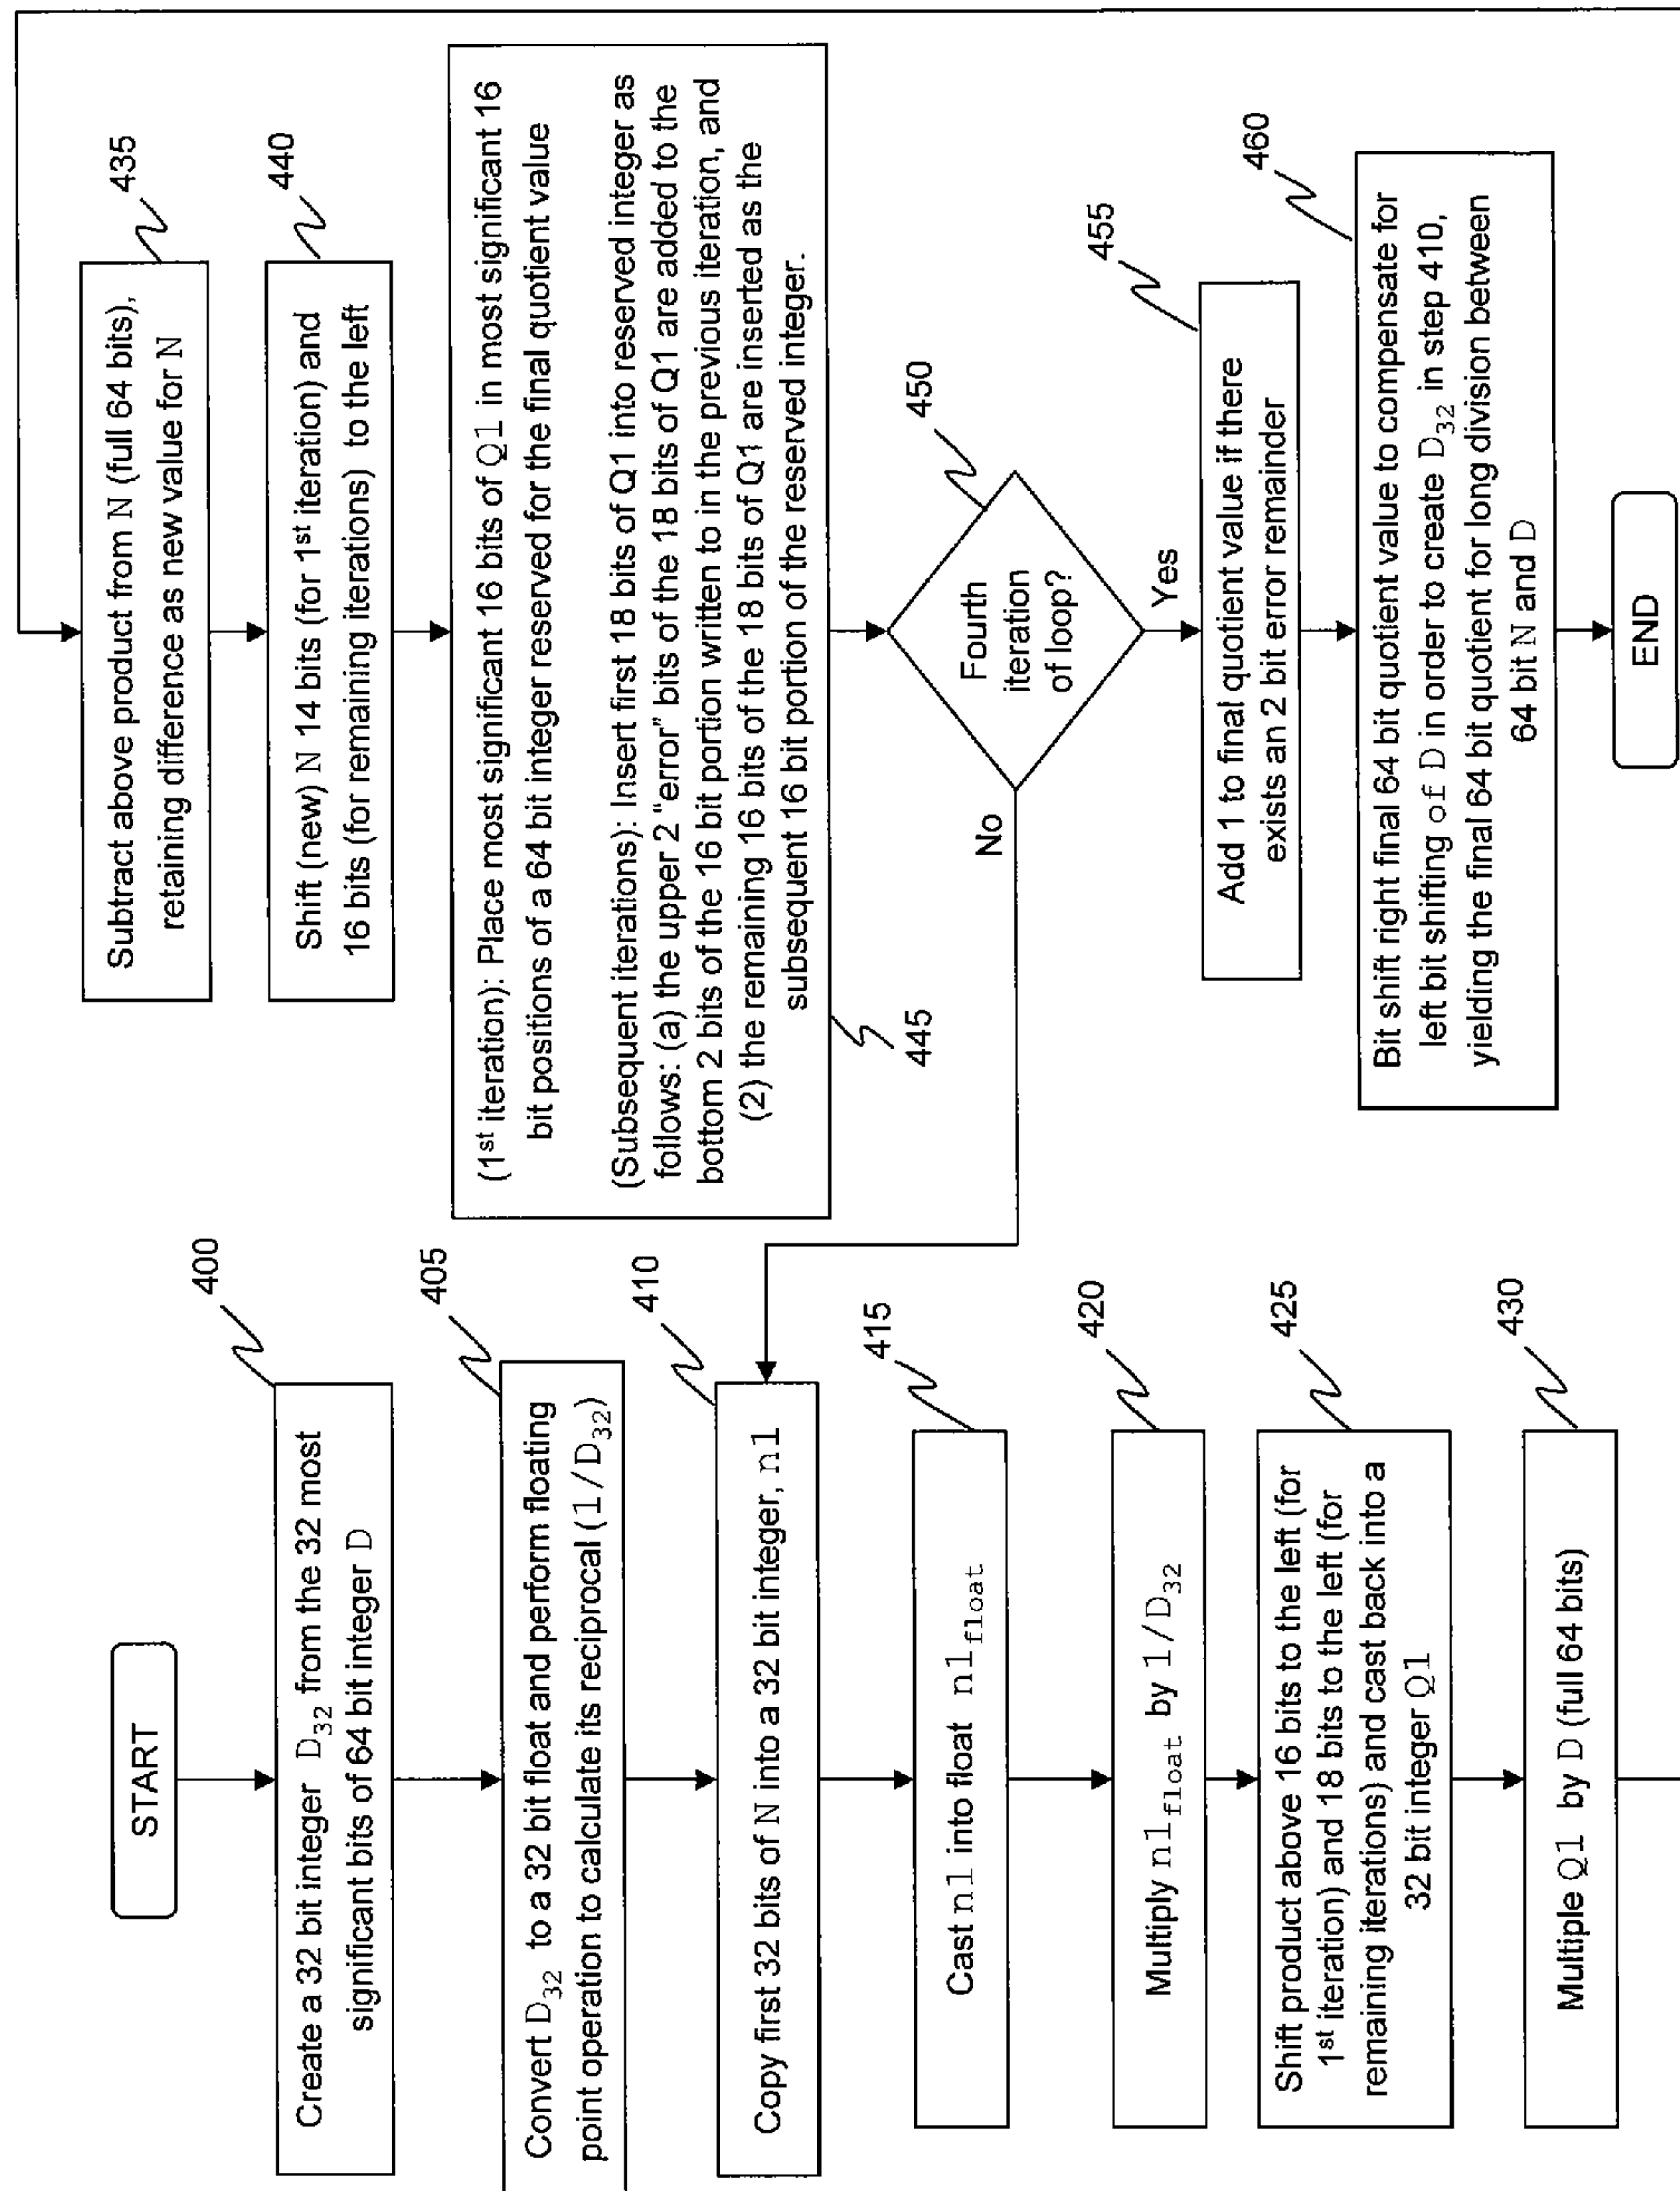 START
400
Create a 32 bit integer D32 from the 32 most
significant bits of 64 bit integer D
405
Convert D32 to a 32 bit float and perform floating
point operation to calculate its reciprocal (1/D32)
410
Copy first 32 bits of N into a 32 bit integer, n1
415
Cast n1 into float n1float
420
Multiply n1float by 1/D32
425
Shift product above 16 bits to the left (for
1st iteration) and 18 bits to the left (for
remaining iterations) and cast back into a
32 bit integer Q1
430
Multiple Q1 by D (full 64 bits)
435
Subtract above product from N (full 64 bits),
retaining difference as new value for N
440
Shift (new) N 14 bits (for 1st iteration) and
16 bits (for remaining iterations) to the left
(1st iteration): Place most significant 16 bits of Q1 in most significant 16
bit positions of a 64 bit integer reserved for the final quotient value
(Subsequent iterations): Insert first 18 bits of Q1 into reserved integer as
follows: (a) the upper 2 “error” bits of the 18 bits of Q1 are added to the
bottom 2 bits of the 16 bit portion written to in the previous iteration, and
(2) the remaining 16 bits of the 18 bits of Q1 are inserted as the
subsequent 16 bit portion of the reserved integer.
445
450
Fourth
iteration
of loop?
No
Yes
455
Add 1 to final quotient value if there
exists an 2 bit error remainder
460
Bit shift right final 64 bit quotient value to compensate for
left bit shifting of D in order to create D32 in step 410,
yielding the final 64 bit quotient for long division between
64 bit N and D
END